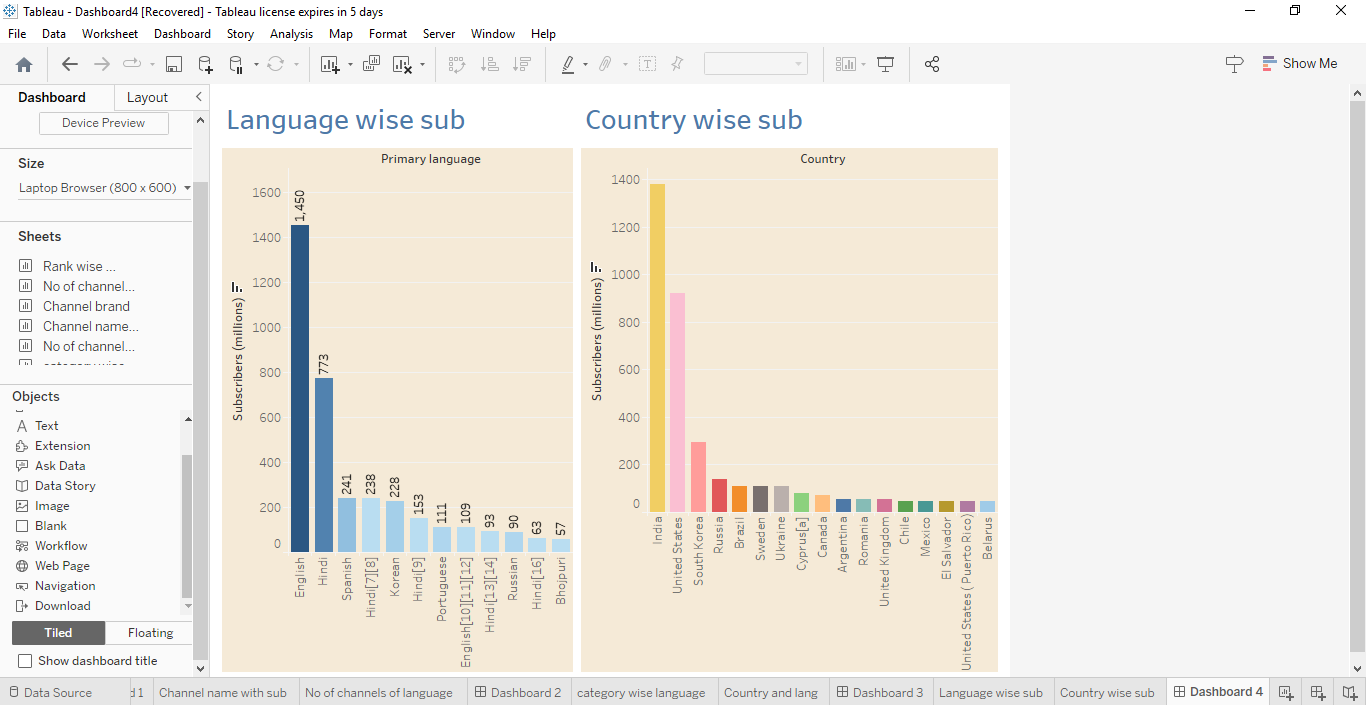 Tableau - Dashboard4 [Recovered] - Tableau license expires in 5 days
File Data Worksheet Dashboard Story Analysis Map Format Server Window Help
Show Me
Dashboard Layout
Device Preview
Size
Laptop Browser (800 x 600)
Sheets
Rank wise ...
No of channel...
Channel brand
Channel name...
No of channel...
Objects
Text
Extension
Ask Data
Data Story
Image
Blank
Workflow
Web Page
Navigation
Download
Tiled Floating
Show dashboard title
Language wise sub
Primary language
Subscribers (millions)
1600
1400
1200
1000
800
600
400
200
0
1,450
773
241
238
228
153
111
109
93
90
63
57
English
Hindi
Spanish
Hindi[7][8]
Korean
Hindi[9]
Portuguese
English[10][11][12]
Hindi[13][14]
Russian
Hindi[16]
Bhojpuri
Country wise sub
Country
Subscribers (millions)
1400
1200
1000
800
600
400
200
0
India
United States
South Korea
Russia
Brazil
Sweden
Ukraine
Cyprus[a]
Canada
Argentina
Romania
United Kingdom
Chile
Mexico
El Salvador
United States ( Puerto Rico)
Belarus
Data Source d 1 Channel name with sub No of channels of language Dashboard 2 category wise language Country and lang Dashboard 3 Language wise sub Country wise sub Dashboard 4